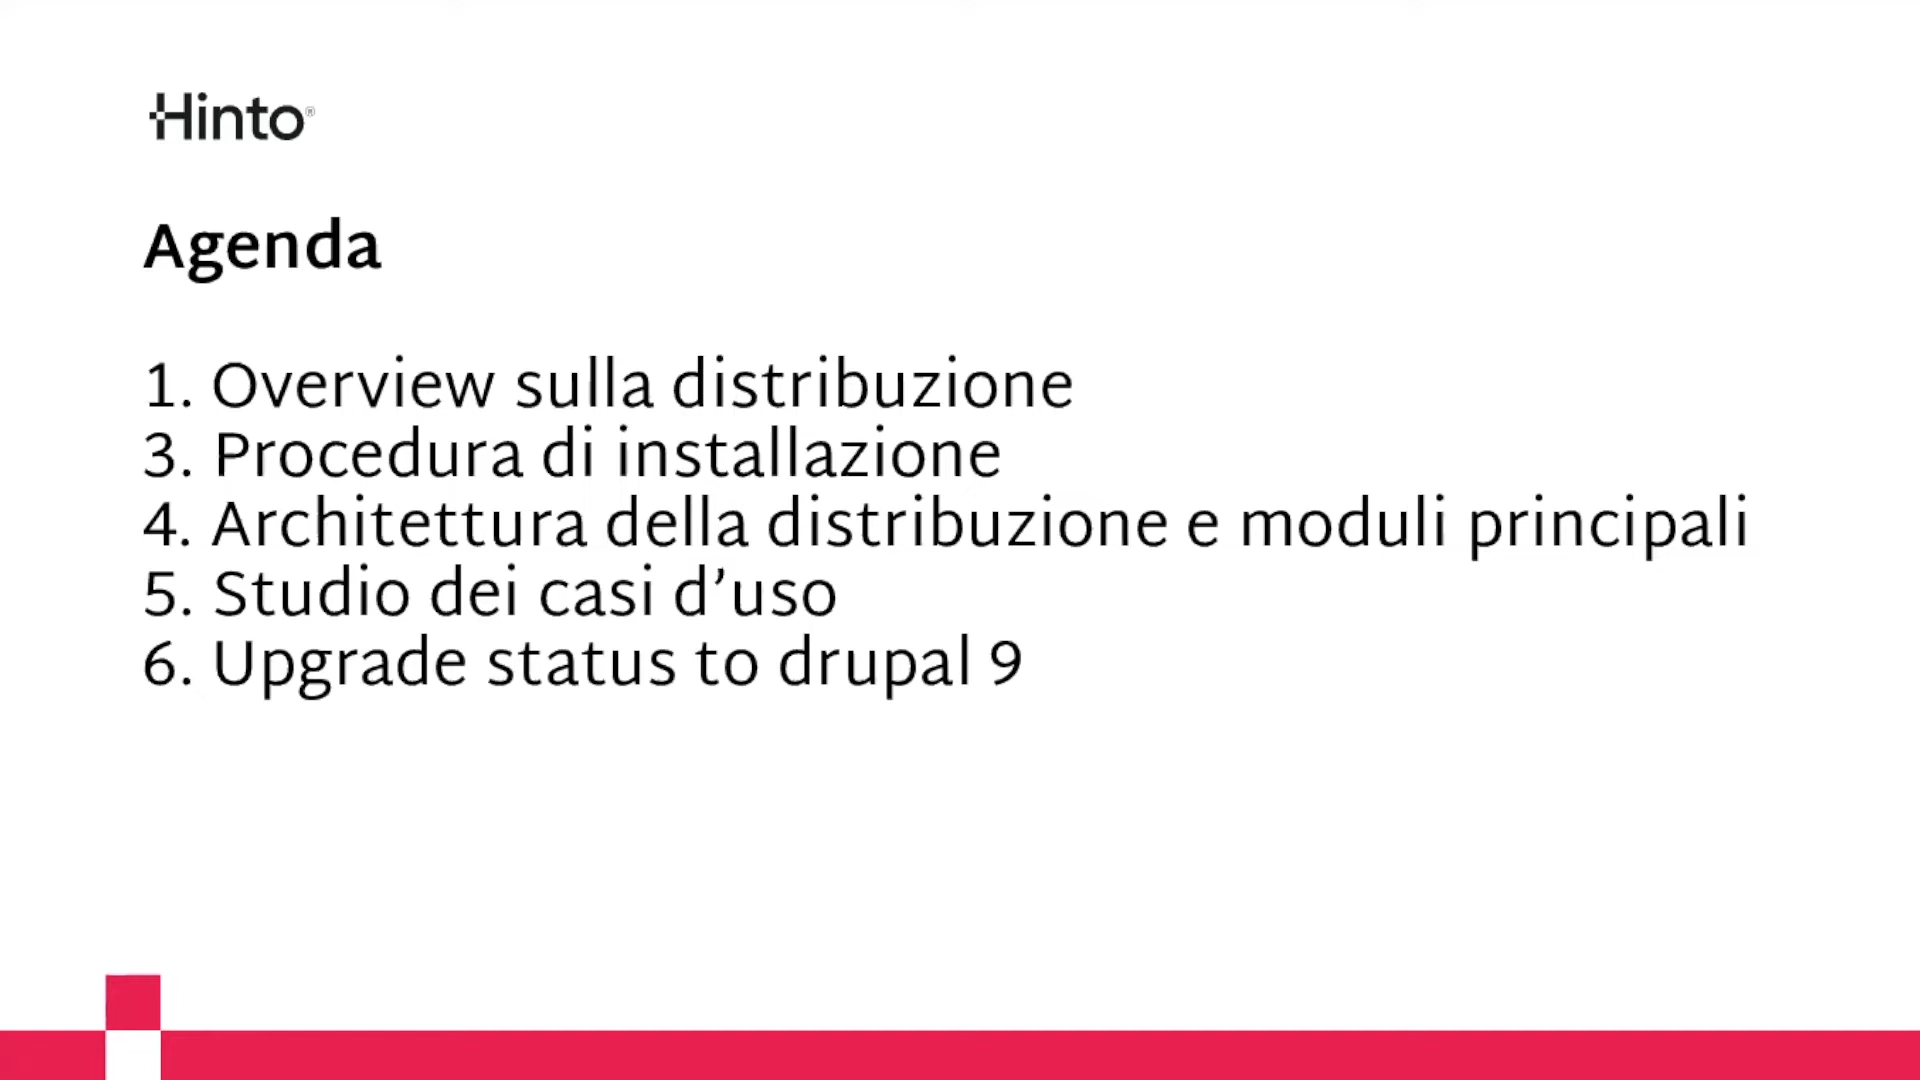 Hinto®
Agenda
1. Overview sulla distribuzione
3. Procedura di installazione
4. Architettura della distribuzione e moduli principali
5. Studio dei casi d’uso
6. Upgrade status to drupal 9